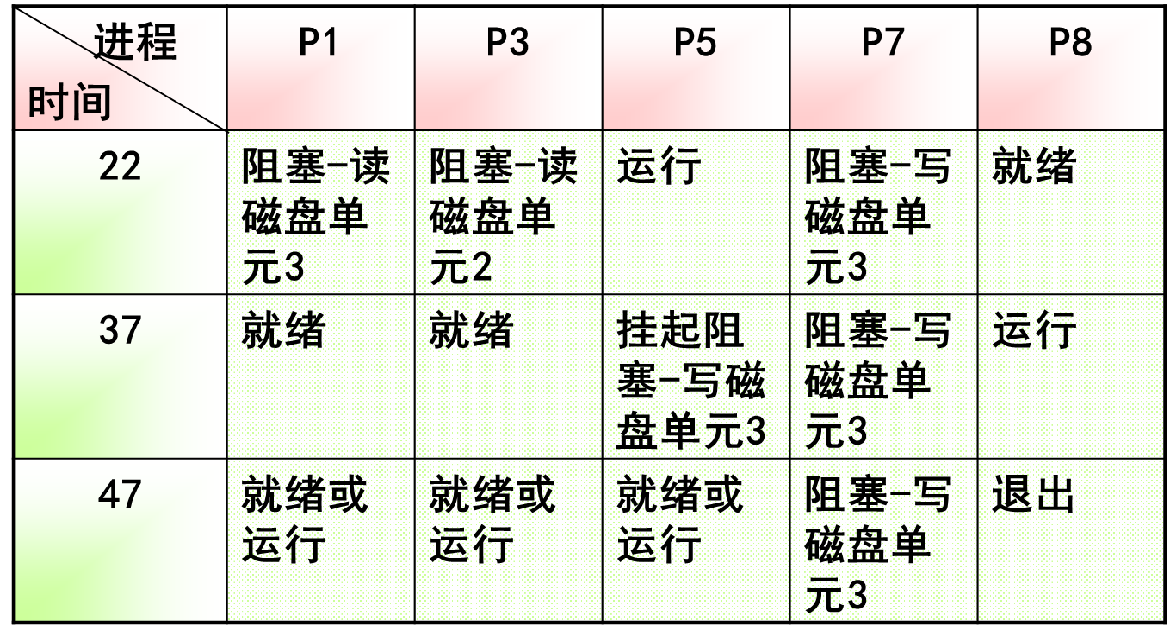 进程
时间
P1
P3
P5
P7
P8
22
阻塞-读
磁盘单
元3
阻塞-读
磁盘单
元2
运行
阻塞-写
磁盘单
元3
就绪
37
就绪
就绪
挂起阻
塞-写磁
盘单元3
阻塞-写
磁盘单
元3
运行
47
就绪或
运行
就绪或
运行
就绪或
运行
阻塞-写
磁盘单
元3
退出